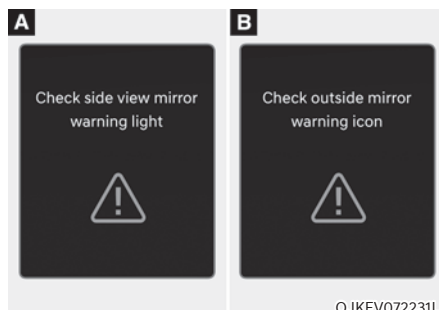 A
Check side view mirror
warning light
B
Check outside mirror
warning icon